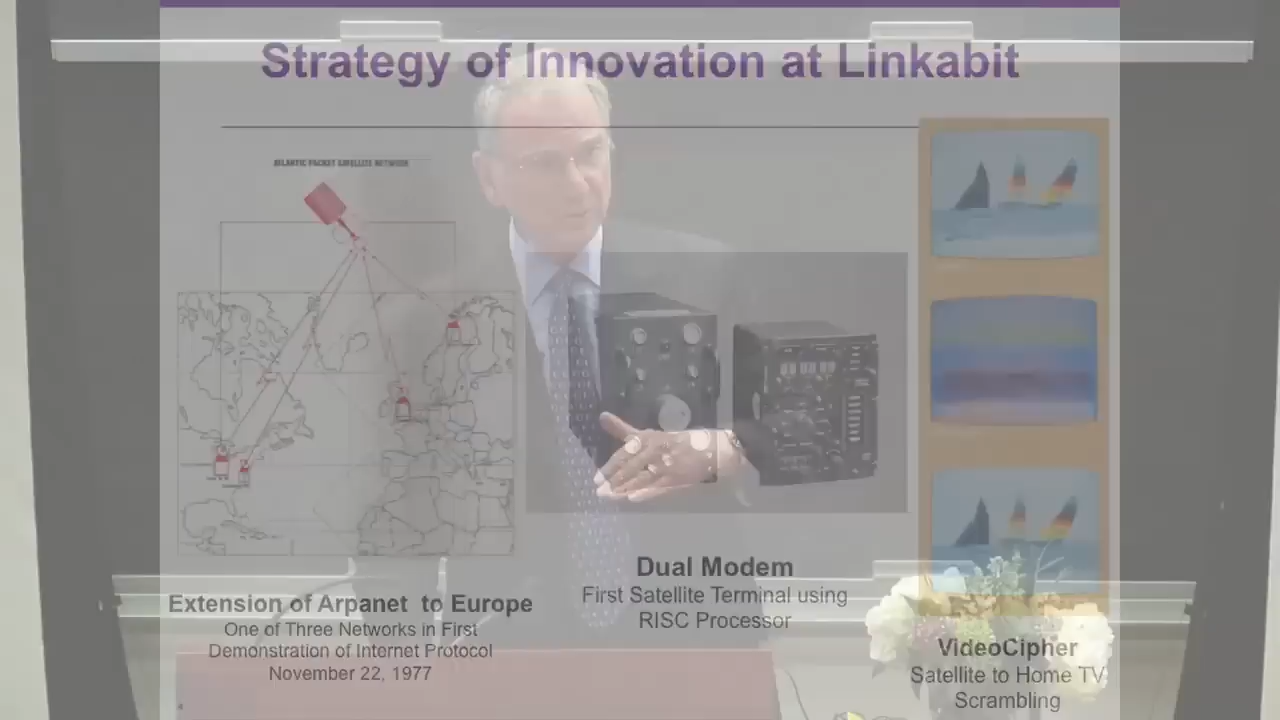 Strategy of Innovation at Linkabit
ATLANTIC PACKET SATELLITE NETWORK
Extension of Arpanet to Europe
One of Three Networks in First
Demonstration of Internet Protocol
November 22, 1977
Dual Modem
First Satellite Terminal using
RISC Processor
VideoCipher
Satellite to Home TV
Scrambling